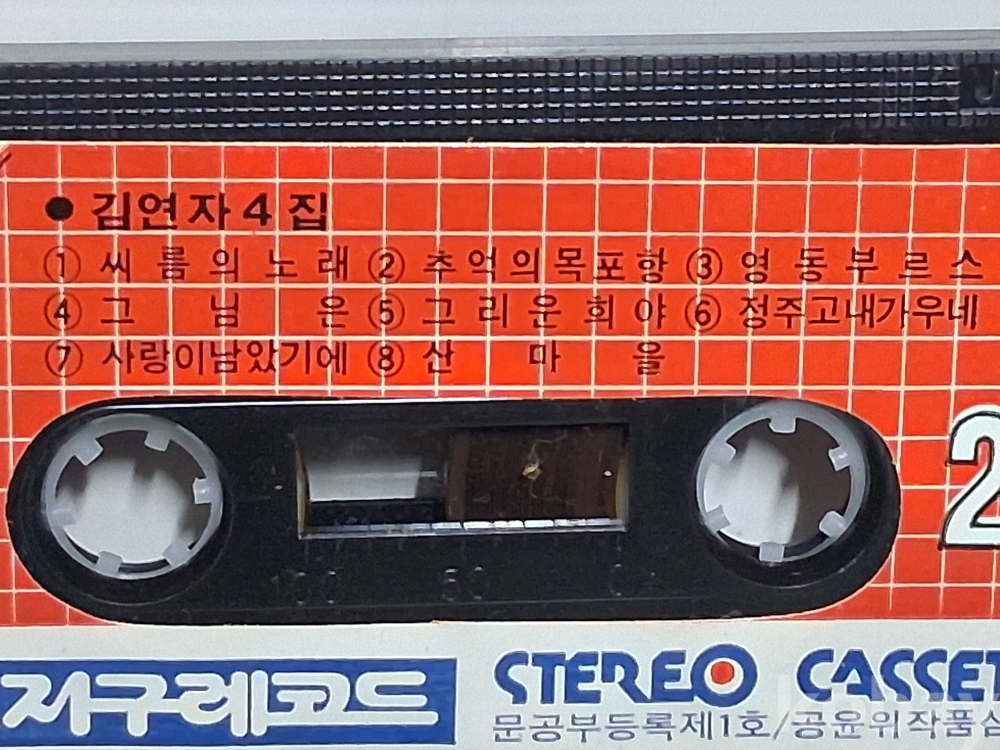 ● 김연자 4 집
① 씨름의노래 ② 추억의목포항 ③ 영동부르스
④ 그님은 ⑤ 그리운 희야 ⑥ 정주고내가우네
⑦ 사랑이남았기에 ⑧ 산마을
2
100 50 0
지구레코드
STEREO CASSET
문공부등록제1호/공윤위작품심